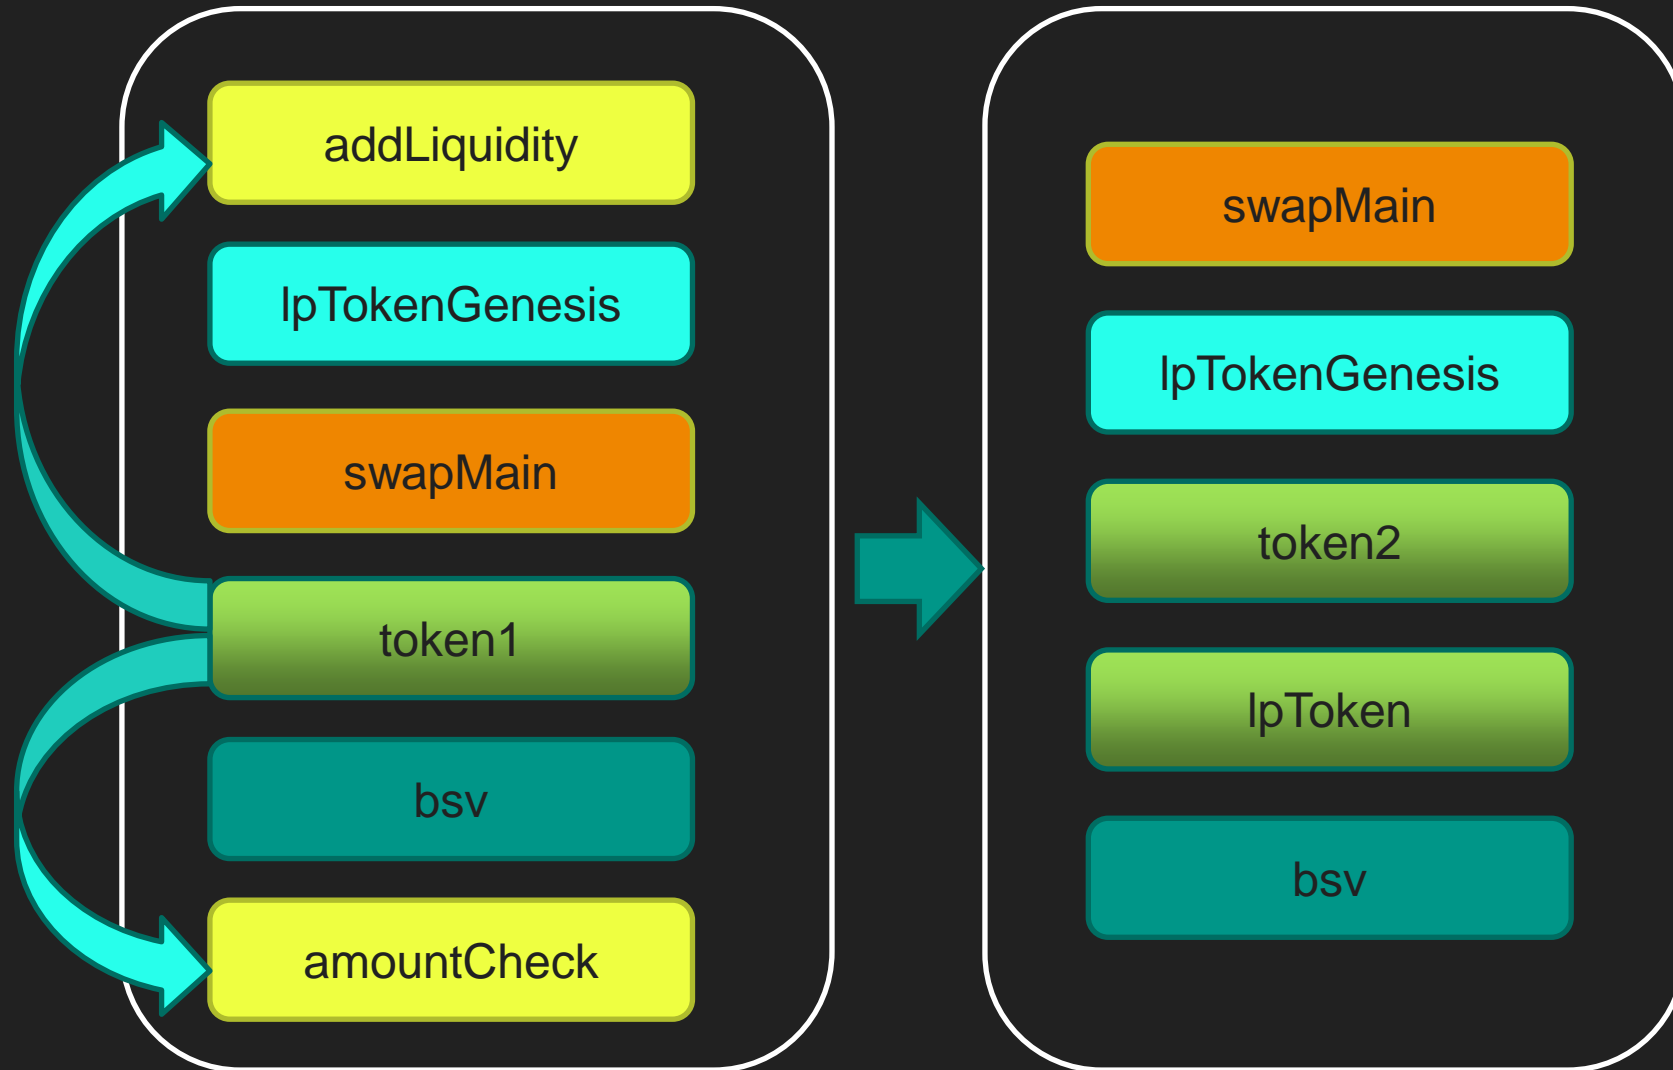 addLiquidity
lpTokenGenesis
swapMain
token1
bsv
amountCheck
swapMain
lpTokenGenesis
token2
lpToken
bsv